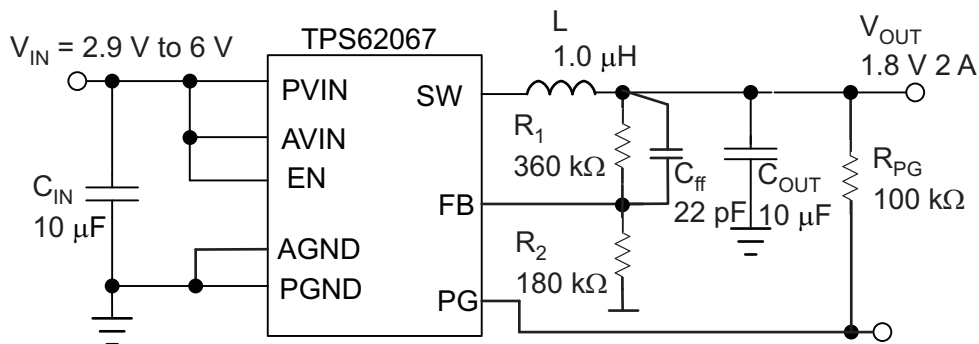 V_IN = 2.9 V to 6 V
TPS62067
L
1.0 μH
V_OUT
1.8 V 2 A
PVIN
SW
AVIN
EN
FB
AGND
PGND
PG
C_IN
10 μF
R_1
360 kΩ
C_ff
22 pF
C_OUT
10 μF
R_PG
100 kΩ
R_2
180 kΩ